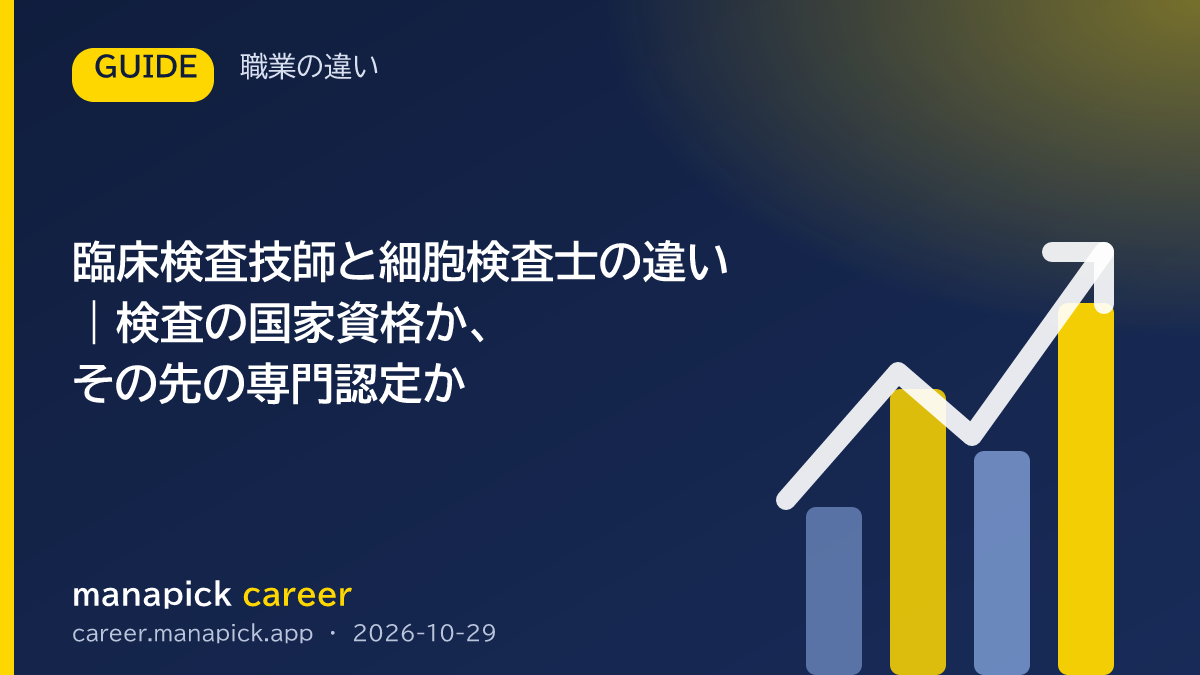 GUIDE 職業の違い
臨床検査技師と細胞検査士の違い
｜検査の国家資格か、
その先の専門認定か
manapick career
career.manapick.app ・ 2026-10-29